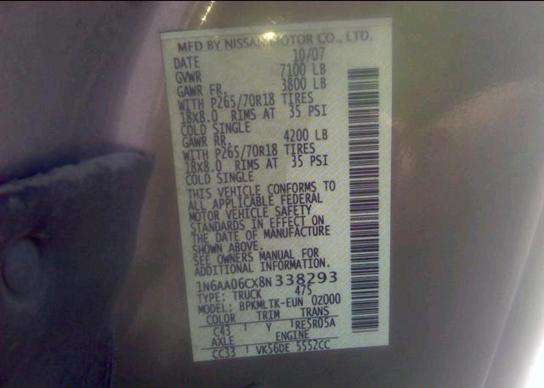 MFD BY NISSAN MOTOR CO., LTD.
DATE 10/07
GVWR 7100 LB
GAWR FR. 3800 LB
WITH P265/70R18 TIRES
18X8.0 RIMS AT 35 PSI
COLD SINGLE
GAWR RR. 4200 LB
WITH P265/70R18 TIRES
18X8.0 RIMS AT 35 PSI
COLD SINGLE
THIS VEHICLE CONFORMS TO
ALL APPLICABLE FEDERAL
MOTOR VEHICLE SAFETY
STANDARDS IN EFFECT ON
THE DATE OF MANUFACTURE
SHOWN ABOVE.
SEE OWNERS MANUAL FOR
ADDITIONAL INFORMATION.
1N6AA06CX8N338293
TYPE: TRUCK 475
MODEL: BPKMLTK-EUN 02000
COLOR TRIM TRANS
C43 Y RE5R05A
AXLE ENGINE
CC33 VK56DE 5552CC